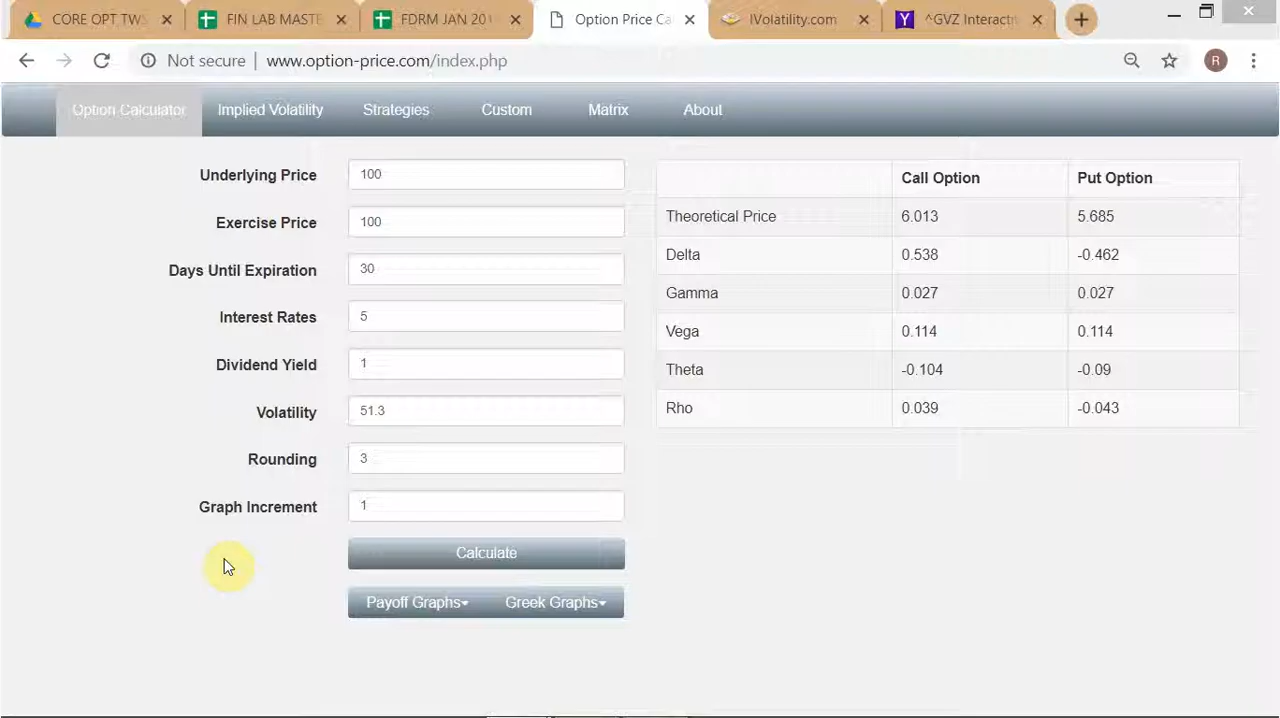 CORE OPT TWS
FIN LAB MASTE
FDRM JAN 201
Option Price Ca
IVolatility.com
^GVZ Interacti
Not secure | www.option-price.com/index.php
R
Option Calculator
Implied Volatility
Strategies
Custom
Matrix
About
Underlying Price 100
Exercise Price 100
Days Until Expiration 30
Interest Rates 5
Dividend Yield 1
Volatility 51.3
Rounding 3
Graph Increment 1
Calculate
Payoff Graphs
Greek Graphs
Call Option Put Option
Theoretical Price 6.013 5.685
Delta 0.538 -0.462
Gamma 0.027 0.027
Vega 0.114 0.114
Theta -0.104 -0.09
Rho 0.039 -0.043